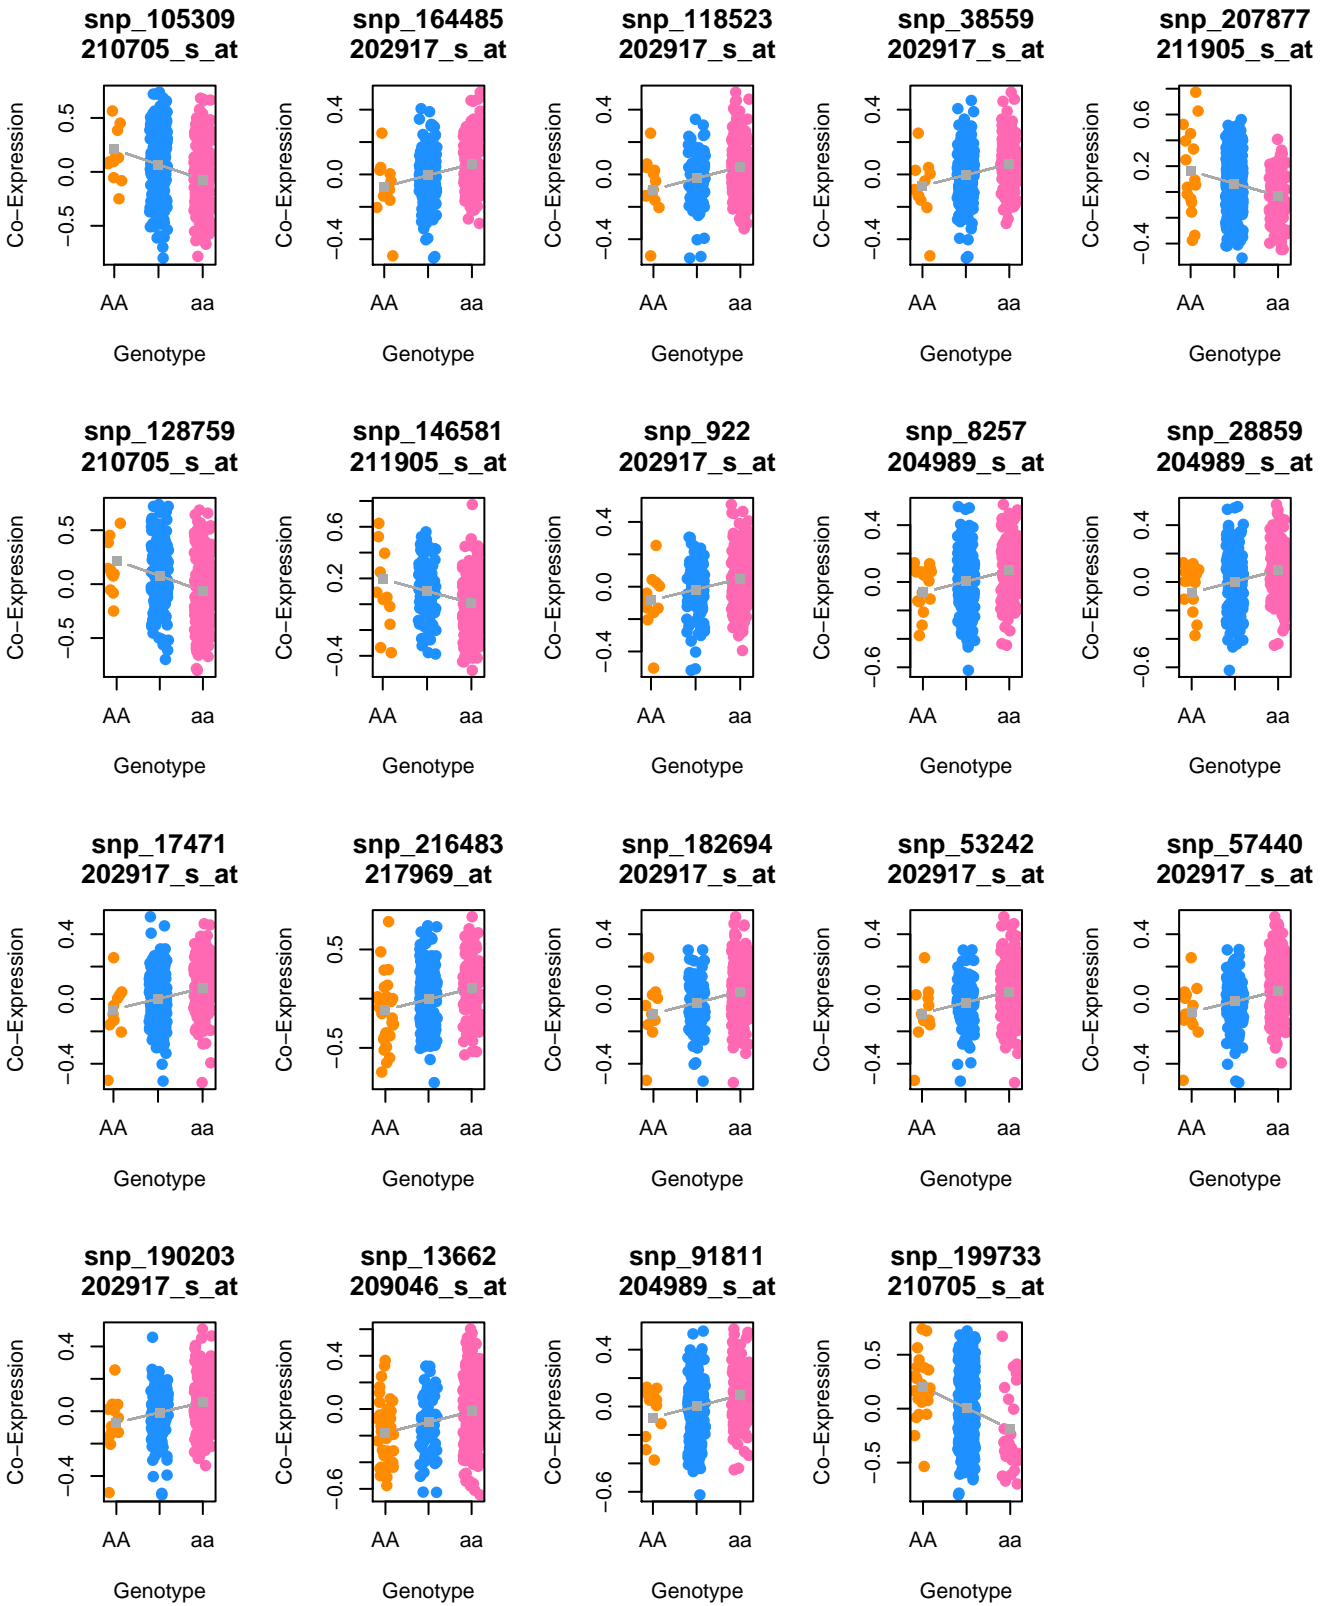 snp_105309
210705_s_at
Co−Expression
0.5
0.0
−0.5
AA
aa
Genotype
snp_164485
202917_s_at
Co−Expression
0.4
0.0
−0.4
AA
aa
Genotype
snp_118523
202917_s_at
Co−Expression
0.4
0.0
−0.4
AA
aa
Genotype
snp_38559
202917_s_at
Co−Expression
0.4
0.0
−0.4
AA
aa
Genotype
snp_207877
211905_s_at
Co−Expression
0.6
0.2
−0.4
AA
aa
Genotype
snp_128759
210705_s_at
Co−Expression
0.5
0.0
−0.5
AA
aa
Genotype
snp_146581
211905_s_at
Co−Expression
0.6
0.2
−0.4
AA
aa
Genotype
snp_922
202917_s_at
Co−Expression
0.4
0.0
−0.4
AA
aa
Genotype
snp_8257
204989_s_at
Co−Expression
0.4
0.0
−0.6
AA
aa
Genotype
snp_28859
204989_s_at
Co−Expression
0.4
0.0
−0.6
AA
aa
Genotype
snp_17471
202917_s_at
Co−Expression
0.4
0.0
−0.4
AA
aa
Genotype
snp_216483
217969_at
Co−Expression
0.5
−0.5
AA
aa
Genotype
snp_182694
202917_s_at
Co−Expression
0.4
0.0
−0.4
AA
aa
Genotype
snp_53242
202917_s_at
Co−Expression
0.4
0.0
−0.4
AA
aa
Genotype
snp_57440
202917_s_at
Co−Expression
0.4
0.0
−0.4
AA
aa
Genotype
snp_190203
202917_s_at
Co−Expression
0.4
0.0
−0.4
AA
aa
Genotype
snp_13662
209046_s_at
Co−Expression
0.4
0.0
−0.6
AA
aa
Genotype
snp_91811
204989_s_at
Co−Expression
0.4
0.0
−0.6
AA
aa
Genotype
snp_199733
210705_s_at
Co−Expression
0.5
0.0
−0.5
AA
aa
Genotype